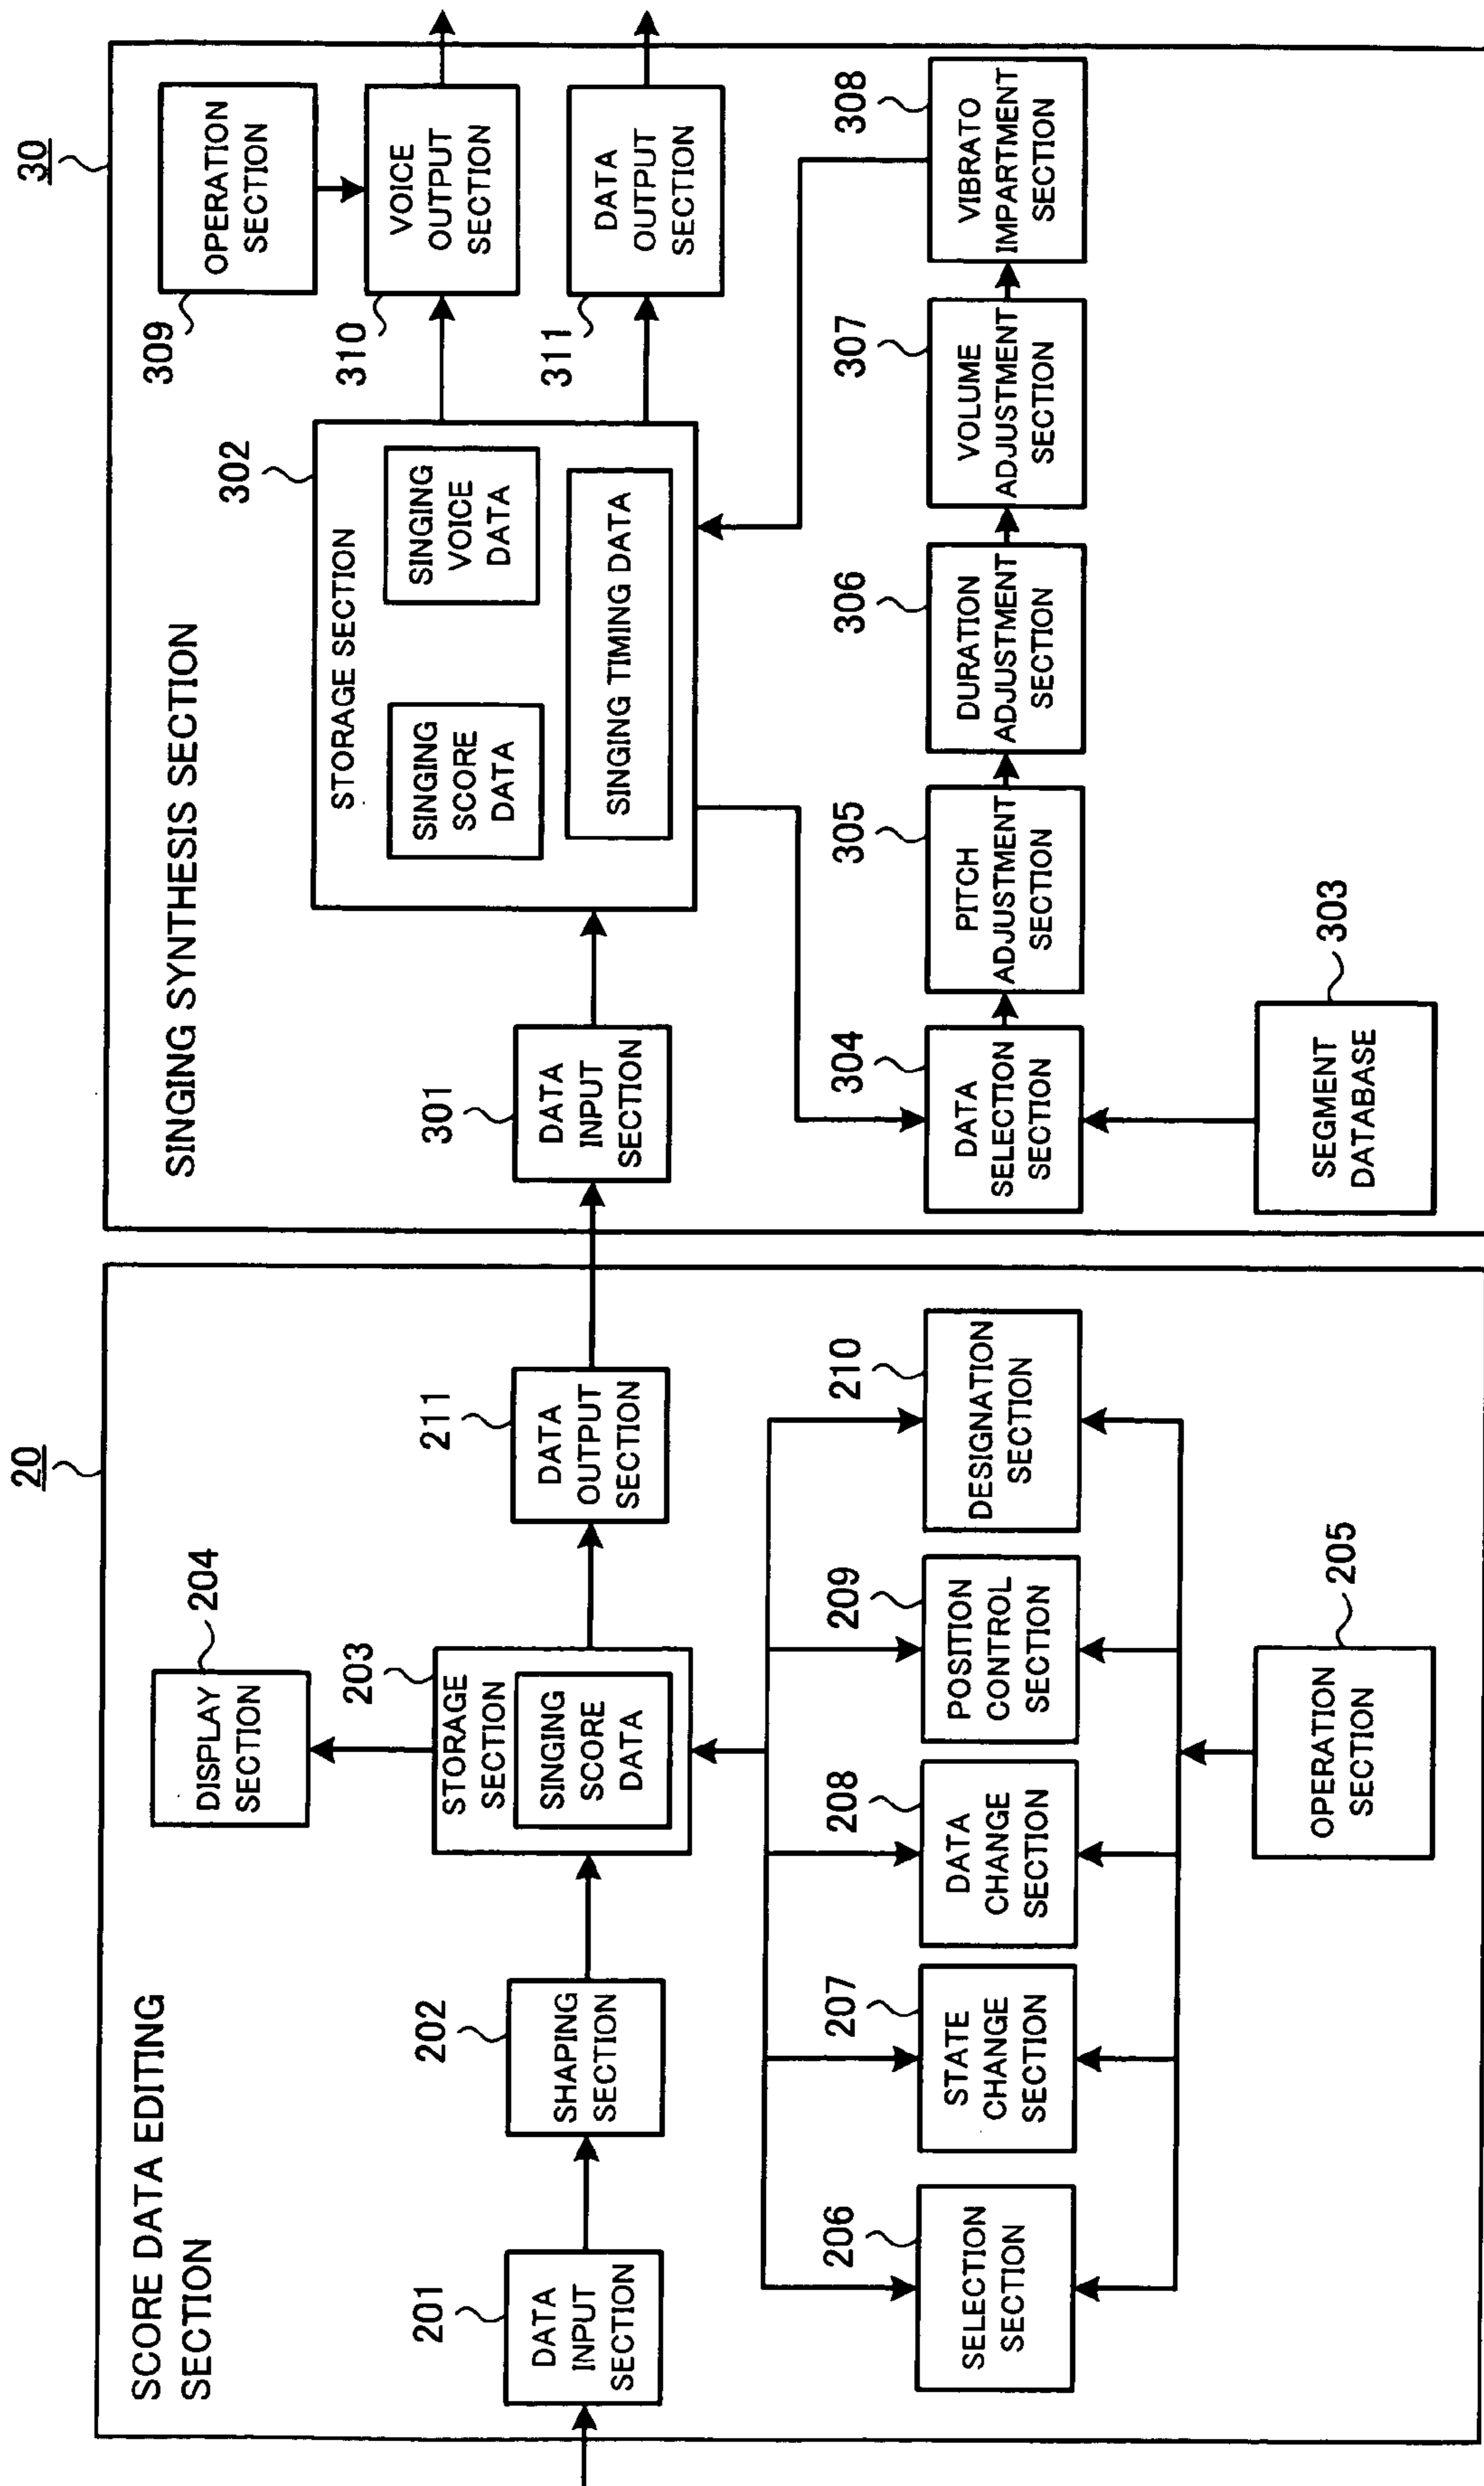 20
SCORE DATA EDITING
SECTION
204
DISPLAY
SECTION
201
DATA
INPUT
SECTION
202
SHAPING
SECTION
203
STORAGE
SECTION
SINGING
SCORE
DATA
211
DATA
OUTPUT
SECTION
206
SELECTION
SECTION
207
STATE
CHANGE
SECTION
208
DATA
CHANGE
SECTION
209
POSITION
CONTROL
SECTION
210
DESIGNATION
SECTION
205
OPERATION
SECTION
30
SINGING SYNTHESIS SECTION
301
DATA
INPUT
SECTION
302
STORAGE SECTION
SINGING
SCORE
DATA
SINGING
VOICE
DATA
SINGING TIMING DATA
309
OPERATION
SECTION
310
VOICE
OUTPUT
SECTION
311
DATA
OUTPUT
SECTION
304
DATA
SELECTION
SECTION
305
PITCH
ADJUSTMENT
SECTION
306
DURATION
ADJUSTMENT
SECTION
307
VOLUME
ADJUSTMENT
SECTION
308
VIBRATO
IMPARTMENT
SECTION
303
SEGMENT
DATABASE